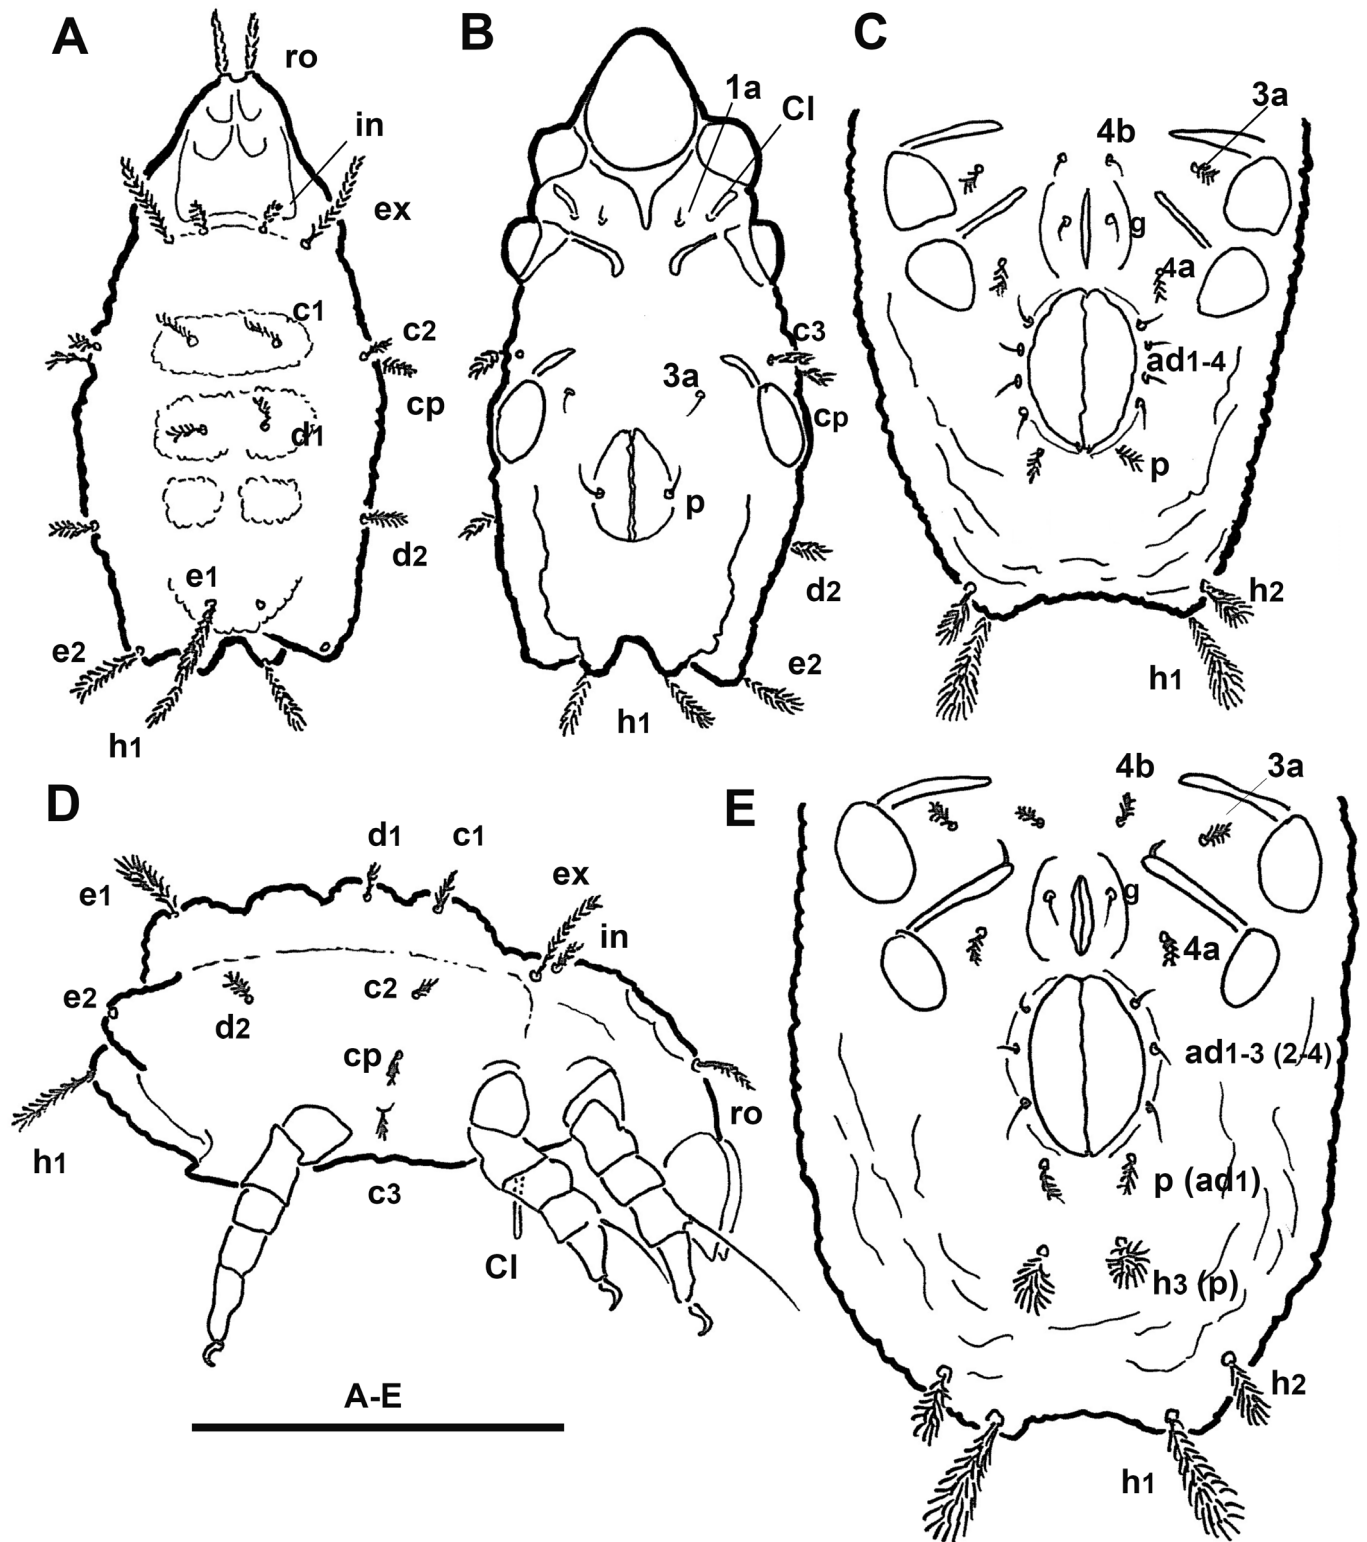 A
ro
in
ex
c1
c2
cp
d1
d2
e1
e2
h1
B
1a
Cl
c3
3a
cp
p
d2
e2
h1
C
3a
4b
g
4a
ad1-4
p
h2
h1
D
d1
c1
e1
ex
in
e2
c2
d2
cp
ro
h1
c3
Cl
A-E
E
4b
3a
g
4a
ad1-3 (2-4)
p (ad1)
h3 (p)
h2
h1